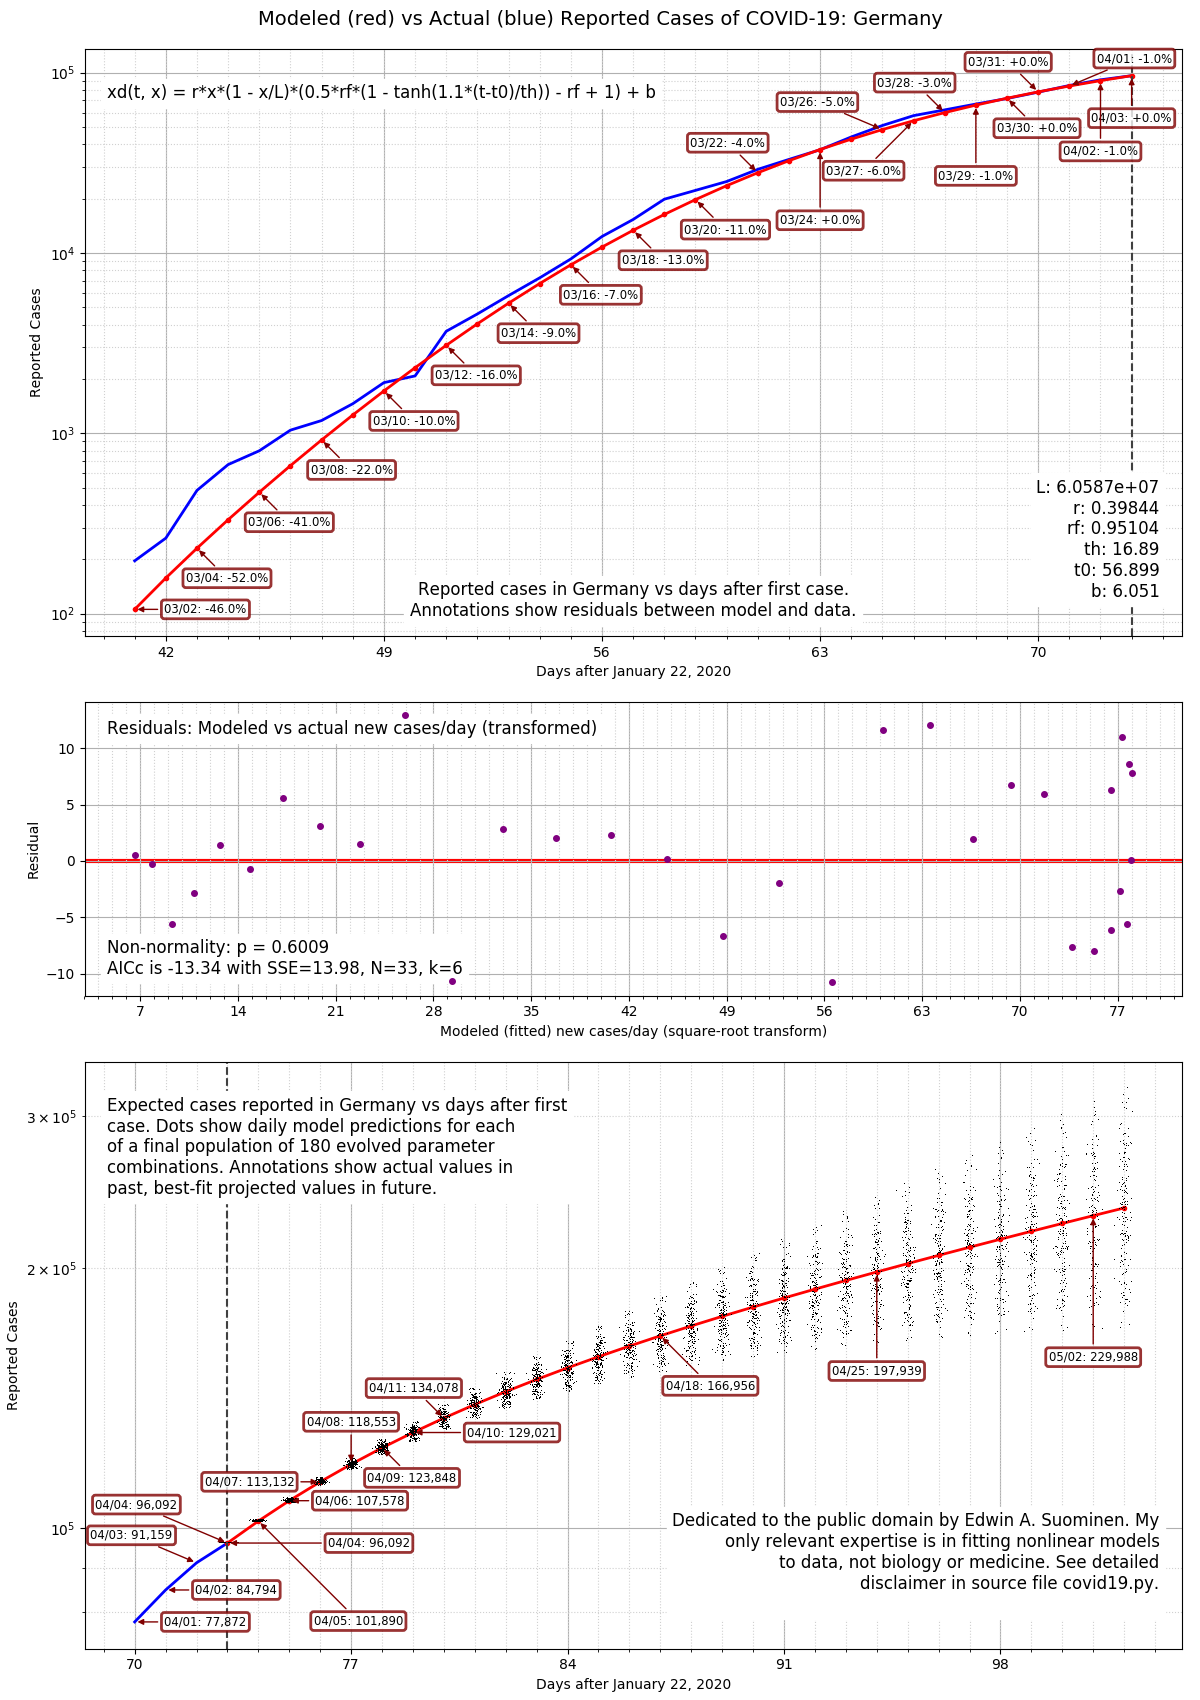 Modeled (red) vs Actual (blue) Reported Cases of COVID-19: Germany
xd(t, x) = r*x*(1 - x/L)*(0.5*rf*(1 - tanh(1.1*(t-t0)/th)) - rf + 1) + b
03/31: +0.0%
04/01: -1.0%
03/28: -3.0%
03/26: -5.0%
04/03: +0.0%
03/30: +0.0%
03/22: -4.0%
04/02: -1.0%
03/27: -6.0%
03/29: -1.0%
03/24: +0.0%
03/20: -11.0%
03/18: -13.0%
03/16: -7.0%
03/14: -9.0%
03/12: -16.0%
03/10: -10.0%
03/08: -22.0%
03/06: -41.0%
03/04: -52.0%
03/02: -46.0%
10⁵
10⁴
10³
10²
Reported Cases
L: 6.0587e+07
r: 0.39844
rf: 0.95104
th: 16.89
t0: 56.899
b: 6.051
Reported cases in Germany vs days after first case.
Annotations show residuals between model and data.
42 49 56 63 70
Days after January 22, 2020
Residuals: Modeled vs actual new cases/day (transformed)
10
5
0
−5
−10
Residual
Non-normality: p = 0.6009
AICc is -13.34 with SSE=13.98, N=33, k=6
7 14 21 28 35 42 49 56 63 70 77
Modeled (fitted) new cases/day (square-root transform)
Expected cases reported in Germany vs days after first
case. Dots show daily model predictions for each
of a final population of 180 evolved parameter
combinations. Annotations show actual values in
past, best-fit projected values in future.
3 × 10⁵
2 × 10⁵
10⁵
Reported Cases
05/02: 229,988
04/25: 197,939
04/18: 166,956
04/11: 134,078
04/08: 118,553
04/10: 129,021
04/09: 123,848
04/07: 113,132
04/06: 107,578
04/04: 96,092
04/03: 91,159
04/04: 96,092
04/02: 84,794
04/01: 77,872
04/05: 101,890
Dedicated to the public domain by Edwin A. Suominen. My
only relevant expertise is in fitting nonlinear models
to data, not biology or medicine. See detailed
disclaimer in source file covid19.py.
70 77 84 91 98
Days after January 22, 2020